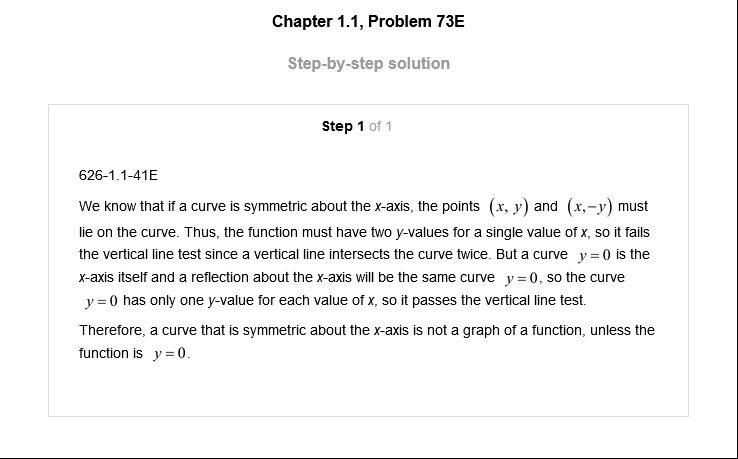 Chapter 1.1, Problem 73E
Step-by-step solution
Step 1 of 1
626-1.1-41E
We know that if a curve is symmetric about the x-axis, the points (x, y) and (x,−y) must
lie on the curve. Thus, the function must have two y-values for a single value of x, so it fails
the vertical line test since a vertical line intersects the curve twice. But a curve y = 0 is the
x-axis itself and a reflection about the x-axis will be the same curve y = 0, so the curve
y = 0 has only one y-value for each value of x, so it passes the vertical line test.
Therefore, a curve that is symmetric about the x-axis is not a graph of a function, unless the
function is y = 0.